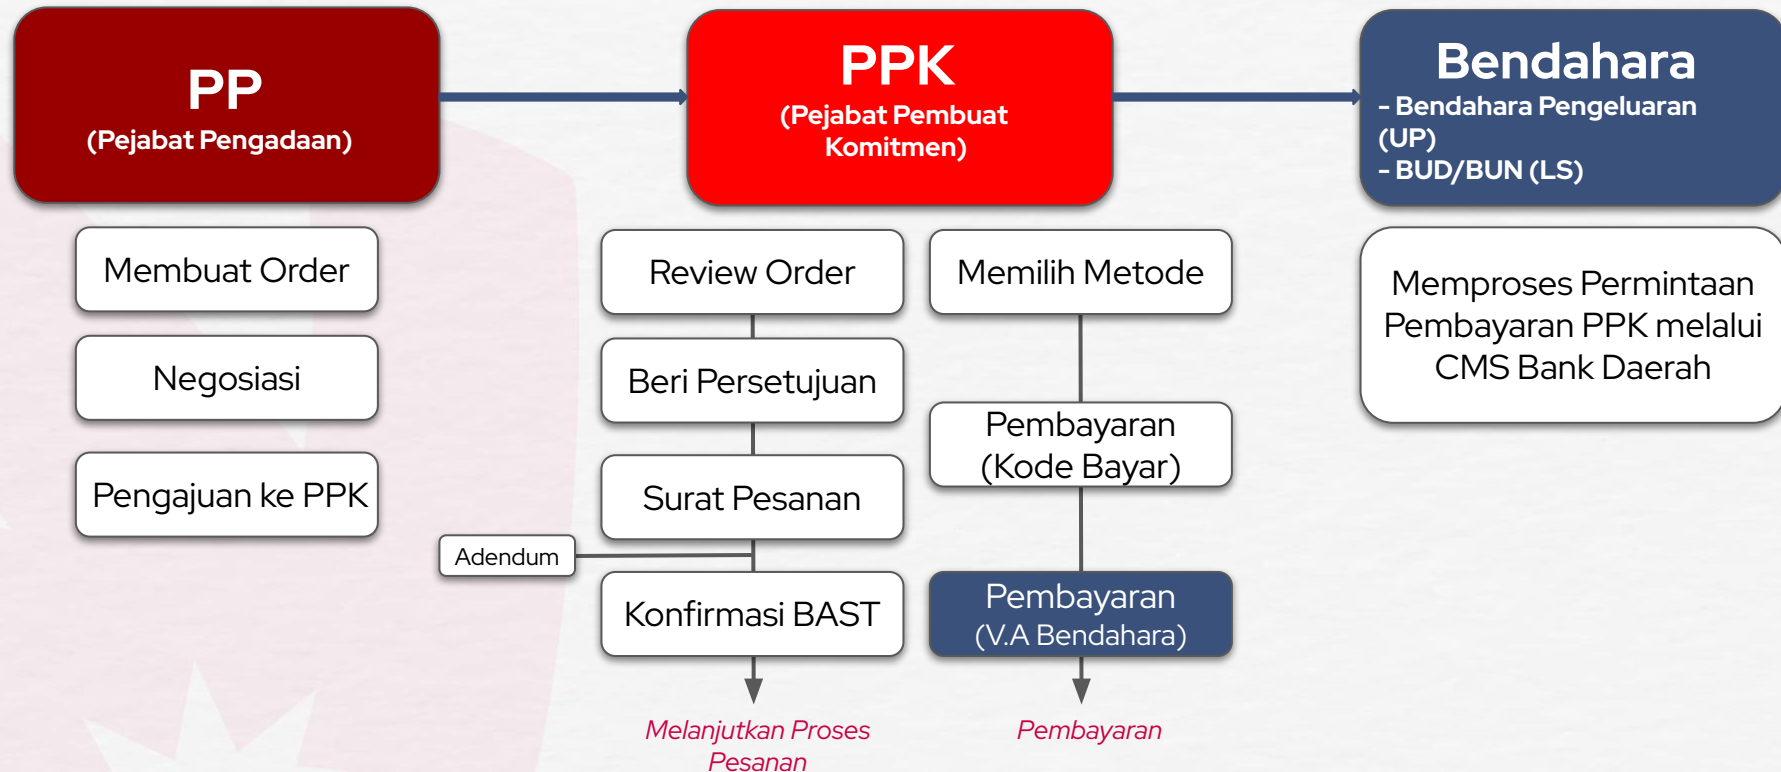 PP
(Pejabat Pengadaan)
Membuat Order
Negosiasi
Pengajuan ke PPK
PPK
(Pejabat Pembuat
Komitmen)
Review Order
Beri Persetujuan
Surat Pesanan
Adendum
Konfirmasi BAST
Melanjutkan Proses
Pesanan
Memilih Metode
Pembayaran
(Kode Bayar)
Pembayaran
(V.A Bendahara)
Pembayaran
Bendahara
- Bendahara Pengeluaran
(UP)
- BUD/BUN (LS)
Memproses Permintaan
Pembayaran PPK melalui
CMS Bank Daerah